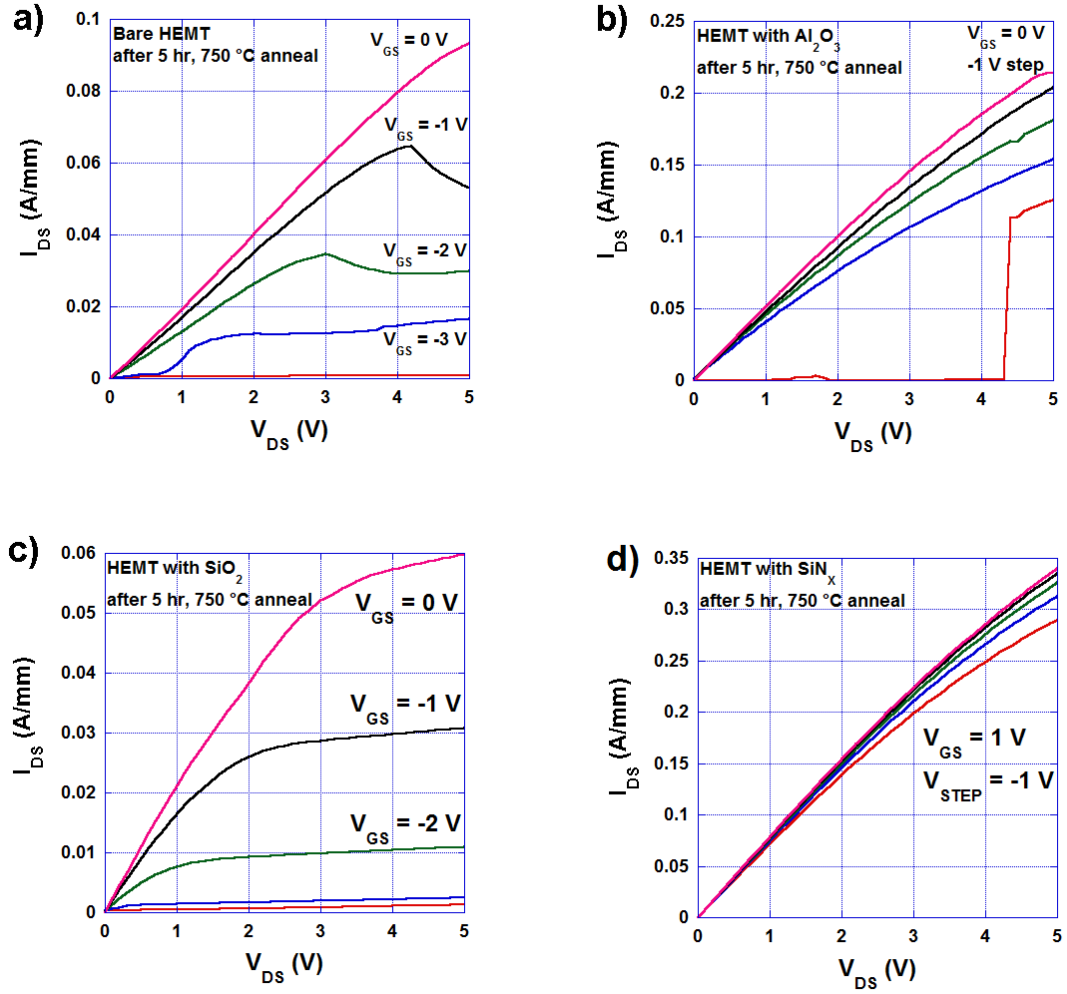 a)
Bare HEMT
after 5 hr, 750 °C anneal
V_GS = 0 V
V_GS = -1 V
V_GS = -2 V
V_GS = -3 V
0.1
0.08
0.06
0.04
0.02
0
0 1 2 3 4 5
I_DS (A/mm)
V_DS (V)
b)
HEMT with Al_2O_3
after 5 hr, 750 °C anneal
V_GS = 0 V
-1 V step
0.25
0.2
0.15
0.1
0.05
0
0 1 2 3 4 5
I_DS (A/mm)
V_DS (V)
c)
HEMT with SiO_2
after 5 hr, 750 °C anneal
V_GS = 0 V
V_GS = -1 V
V_GS = -2 V
0.06
0.05
0.04
0.03
0.02
0.01
0
0 1 2 3 4 5
I_DS (A/mm)
V_DS (V)
d)
HEMT with SiN_X
after 5 hr, 750 °C anneal
V_GS = 1 V
V_STEP = -1 V
0.35
0.3
0.25
0.2
0.15
0.1
0.05
0
0 1 2 3 4 5
I_DS (A/mm)
V_DS (V)